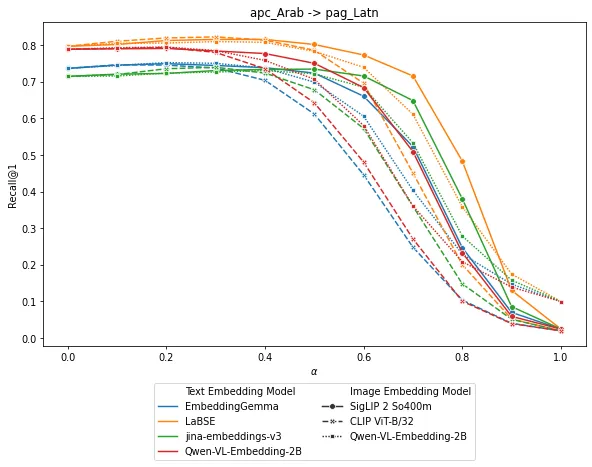 apc_Arab -> pag_Latn
Recall@1
0.8
0.7
0.6
0.5
0.4
0.3
0.2
0.1
0.0
0.0 0.2 0.4 0.6 0.8 1.0
α
Text Embedding Model
EmbeddingGemma
LaBSE
jina-embeddings-v3
Qwen-VL-Embedding-2B
Image Embedding Model
SigLIP 2 So400m
CLIP ViT-B/32
Qwen-VL-Embedding-2B